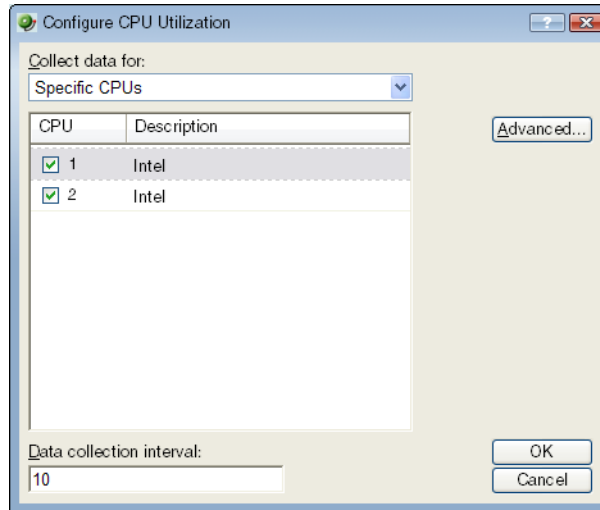 Configure CPU Utilization
?
Collect data for:
Specific CPUs
CPU Description
Advanced...
1 Intel
2 Intel
Data collection interval:
10
OK
Cancel